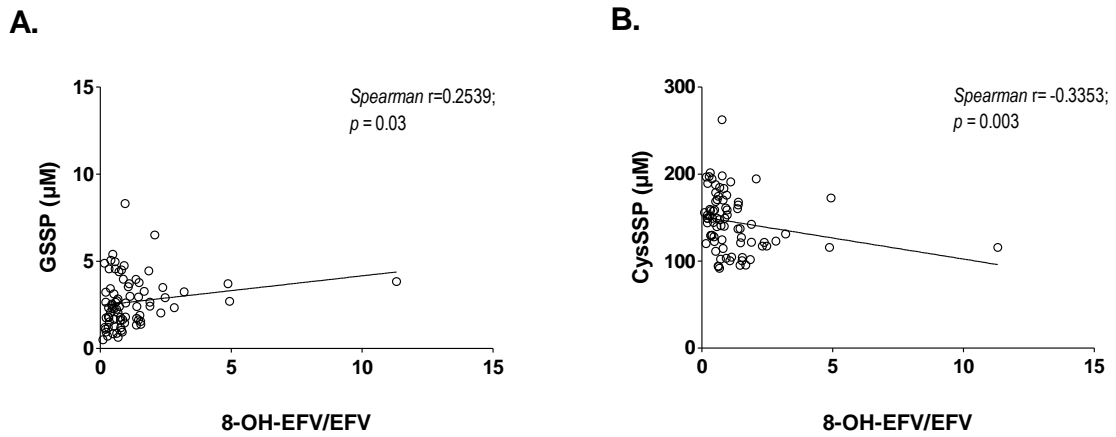 A.
Spearman r=0.2539;
p = 0.03
15
10
5
0
GSSP (µM)
0 5 10 15
8-OH-EFV/EFV
B.
Spearman r= -0.3353;
p = 0.003
300
200
100
0
CysSSP (µM)
0 5 10 15
8-OH-EFV/EFV